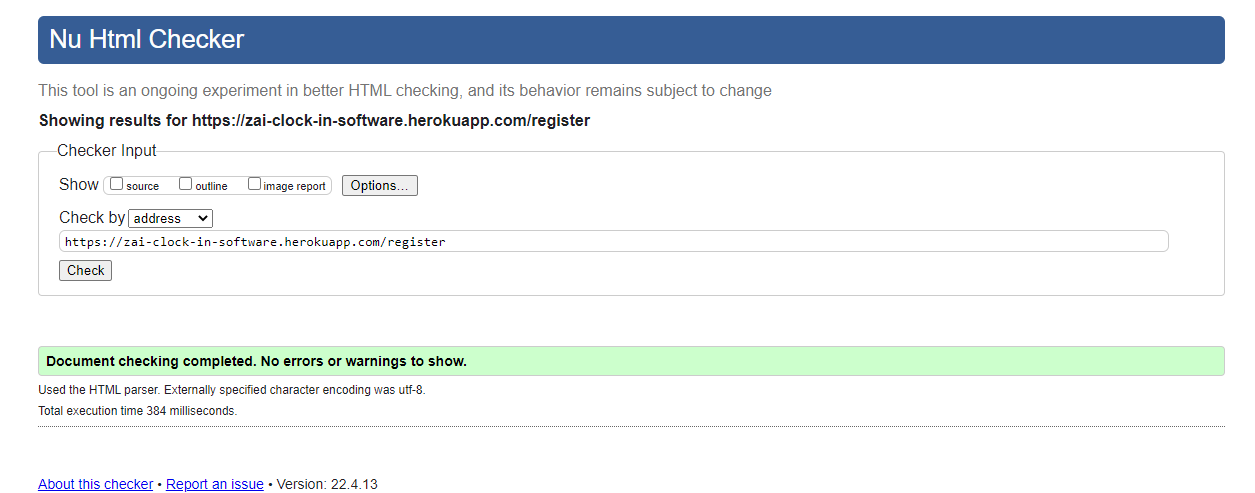 Nu Html Checker
This tool is an ongoing experiment in better HTML checking, and its behavior remains subject to change
Showing results for https://zai-clock-in-software.herokuapp.com/register
Checker Input
Show source outline image report Options...
Check by address
https://zai-clock-in-software.herokuapp.com/register
Check
Document checking completed. No errors or warnings to show.
Used the HTML parser. Externally specified character encoding was utf-8.
Total execution time 384 milliseconds.
About this checker • Report an issue • Version: 22.4.13